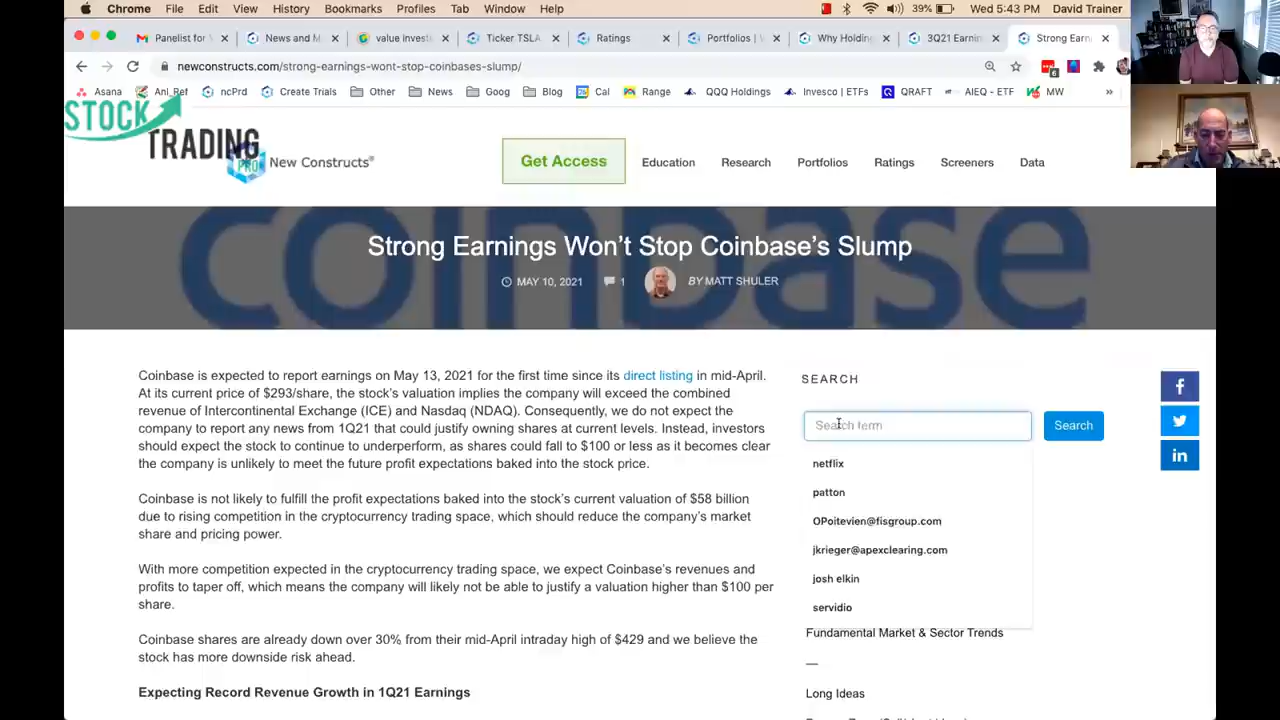 Chrome File Edit View History Bookmarks Profiles Tab Window Help 39% Wed 5:43 PM David Trainer
Panelist for News and M value invest Ticker TSLA Ratings Portfolios | Why Holdin 3Q21 Earnin Strong Earn
newconstructs.com/strong-earnings-wont-stop-coinbases-slump/ 6
Asana Anl_Ref ncPrd Create Trials Other News Goog Blog Cal Range QQQ Holdings Invesco | ETFs QRAFT AIEQ - ETF MW »
STOCK
TRADING
PRO
New Constructs®
Get Access Education Research Portfolios Ratings Screeners Data
coinbase
Strong Earnings Won’t Stop Coinbase’s Slump
MAY 10, 2021 1 BY MATT SHULER
Coinbase is expected to report earnings on May 13, 2021 for the first time since its direct listing in mid-April.
At its current price of $293/share, the stock’s valuation implies the company will exceed the combined
revenue of Intercontinental Exchange (ICE) and Nasdaq (NDAQ). Consequently, we do not expect the
company to report any news from 1Q21 that could justify owning shares at current levels. Instead, investors
should expect the stock to continue to underperform, as shares could fall to $100 or less as it becomes clear
the company is unlikely to meet the future profit expectations baked into the stock price.
Coinbase is not likely to fulfill the profit expectations baked into the stock’s current valuation of $58 billion
due to rising competition in the cryptocurrency trading space, which should reduce the company’s market
share and pricing power.
With more competition expected in the cryptocurrency trading space, we expect Coinbase’s revenues and
profits to taper off, which means the company will likely not be able to justify a valuation higher than $100 per
share.
Coinbase shares are already down over 30% from their mid-April intraday high of $429 and we believe the
stock has more downside risk ahead.
Expecting Record Revenue Growth in 1Q21 Earnings
SEARCH
Search term
Search
netflix
patton
OPoitevien@fisgroup.com
jkrieger@apexclearing.com
josh elkin
servidio
Fundamental Market & Sector Trends
—
Long Ideas
f
in